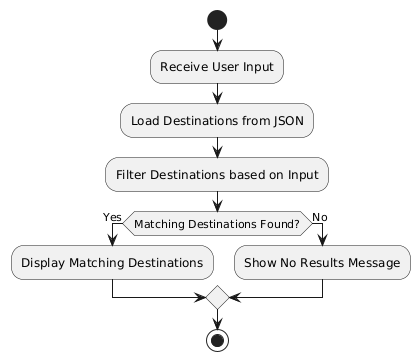 Receive User Input
Load Destinations from JSON
Filter Destinations based on Input
Matching Destinations Found?
Yes
No
Display Matching Destinations
Show No Results Message